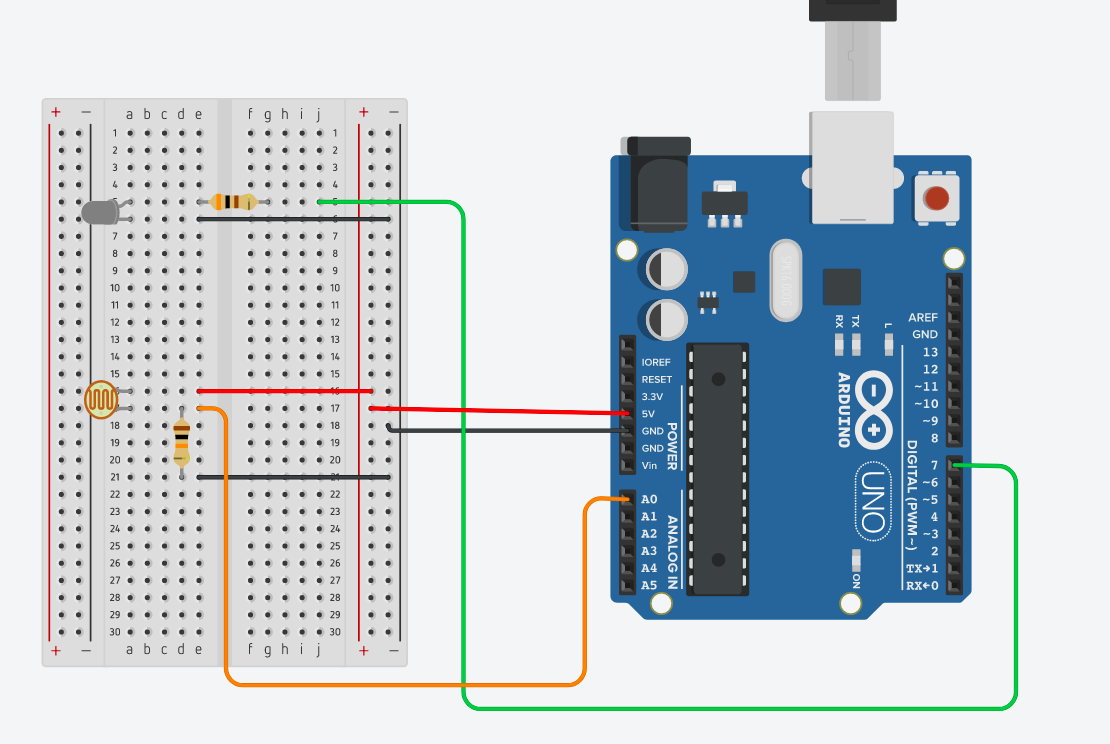 + − a b c d e f g h i j + −
1 1
2 2
3 3
4 4
5
6
7 7
8 8
9 9
10 10
11 11
12 12
13 13
14 14
15 15
16
17
18 18
19 19
20 20
21 21
22 22
23 23
24 24
25 25
26 26
27 27
28 28
29 29
30 30
+ − a b c d e f g h i j + −
AREF
GND
13
12
~11
~10
~9
8
7
~6
~5
4
~3
2
TX→1
RX←0
DIGITAL (PWM~)
RX
TX
L
ARDUINO
UNO
ON
IOREF
RESET
3.3V
5V
GND
GND
Vin
POWER
A0
A1
A2
A3
A4
A5
ANALOG IN